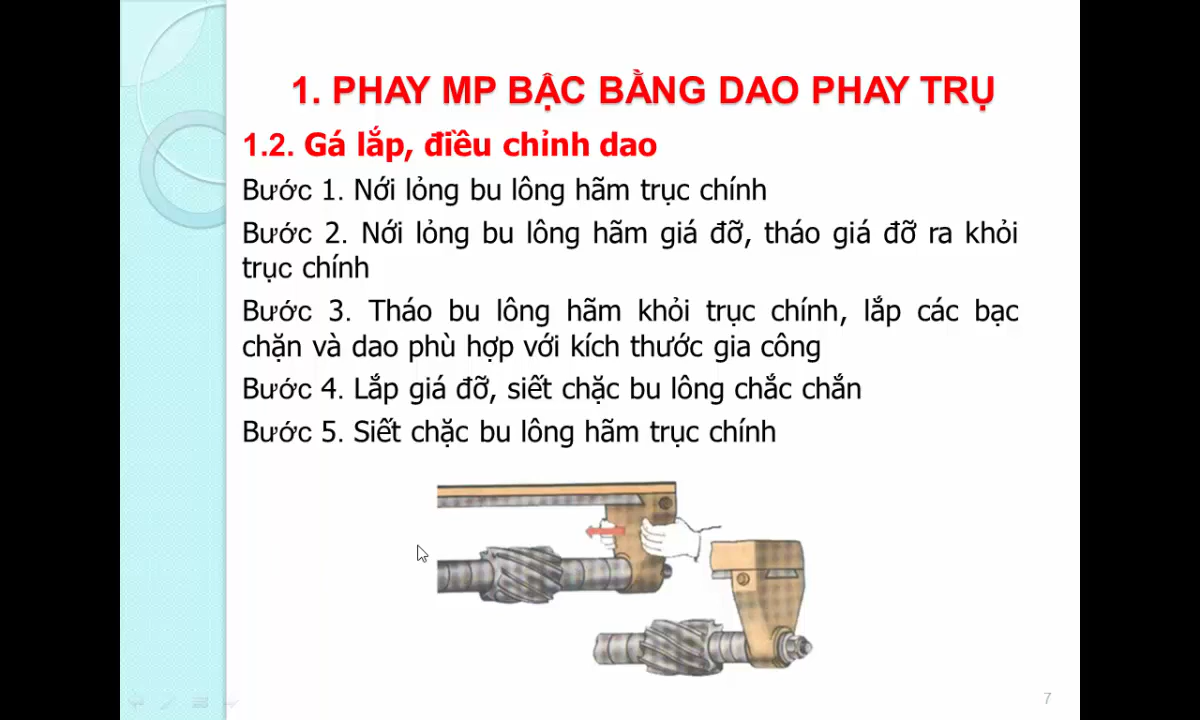 1. PHAY MP BẬC BẰNG DAO PHAY TRỤ
1.2. Gá lắp, điều chỉnh dao
Bước 1. Nới lỏng bu lông hãm trục chính
Bước 2. Nới lỏng bu lông hãm giá đỡ, tháo giá đỡ ra khỏi
trục chính
Bước 3. Tháo bu lông hãm khỏi trục chính, lắp các bạc
chặn và dao phù hợp với kích thước gia công
Bước 4. Lắp giá đỡ, siết chặc bu lông chắc chắn
Bước 5. Siết chặc bu lông hãm trục chính
7